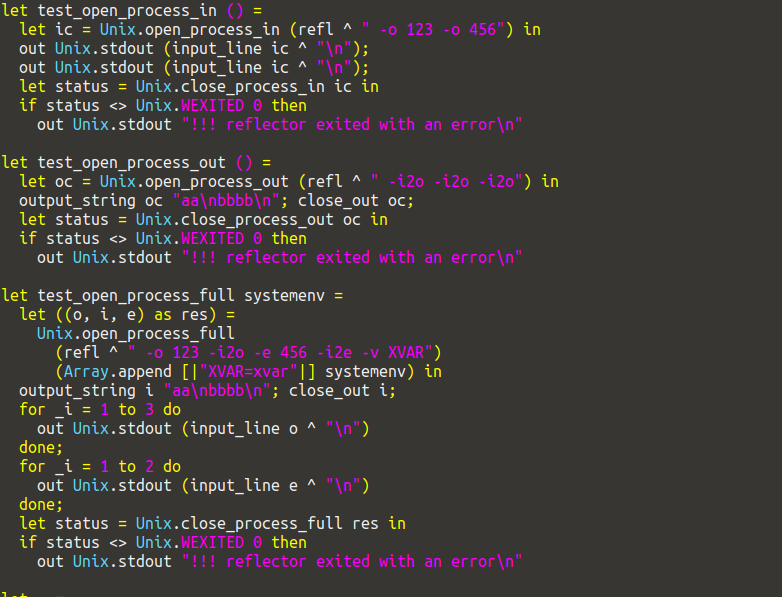 let test_open_process_in () =
  let ic = Unix.open_process_in (refl ^ " -o 123 -o 456") in
  out Unix.stdout (input_line ic ^ "\n");
  out Unix.stdout (input_line ic ^ "\n");
  let status = Unix.close_process_in ic in
  if status <> Unix.WEXITED 0 then
    out Unix.stdout "!!! reflector exited with an error\n"

let test_open_process_out () =
  let oc = Unix.open_process_out (refl ^ " -i2o -i2o -i2o") in
  output_string oc "aa\nbbbb\n"; close_out oc;
  let status = Unix.close_process_out oc in
  if status <> Unix.WEXITED 0 then
    out Unix.stdout "!!! reflector exited with an error\n"

let test_open_process_full systemenv =
  let ((o, i, e) as res) =
    Unix.open_process_full
      (refl ^ " -o 123 -i2o -e 456 -i2e -v XVAR")
      (Array.append [|"XVAR=xvar"|] systemenv) in
  output_string i "aa\nbbbb\n"; close_out i;
  for _i = 1 to 3 do
    out Unix.stdout (input_line o ^ "\n")
  done;
  for _i = 1 to 2 do
    out Unix.stdout (input_line e ^ "\n")
  done;
  let status = Unix.close_process_full res in
  if status <> Unix.WEXITED 0 then
    out Unix.stdout "!!! reflector exited with an error\n"